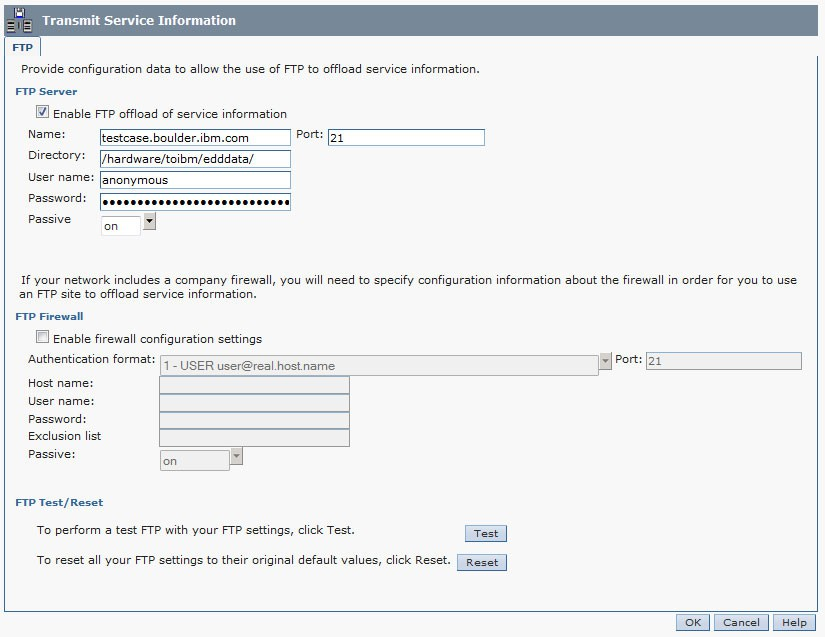 Transmit Service Information
FTP
Provide configuration data to allow the use of FTP to offload service information.
FTP Server
Enable FTP offload of service information
Name: testcase.boulder.ibm.com Port: 21
Directory: /hardware/toibm/edddata/
User name: anonymous
Password: ●●●●●●●●●●●●●●●●●●●●●●●●●●●
Passive on
If your network includes a company firewall, you will need to specify configuration information about the firewall in order for you to use
an FTP site to offload service information.
FTP Firewall
Enable firewall configuration settings
Authentication format: 1 - USER user@real.host.name Port: 21
Host name:
User name:
Password:
Exclusion list
Passive: on
FTP Test/Reset
To perform a test FTP with your FTP settings, click Test. Test
To reset all your FTP settings to their original default values, click Reset. Reset
OK Cancel Help